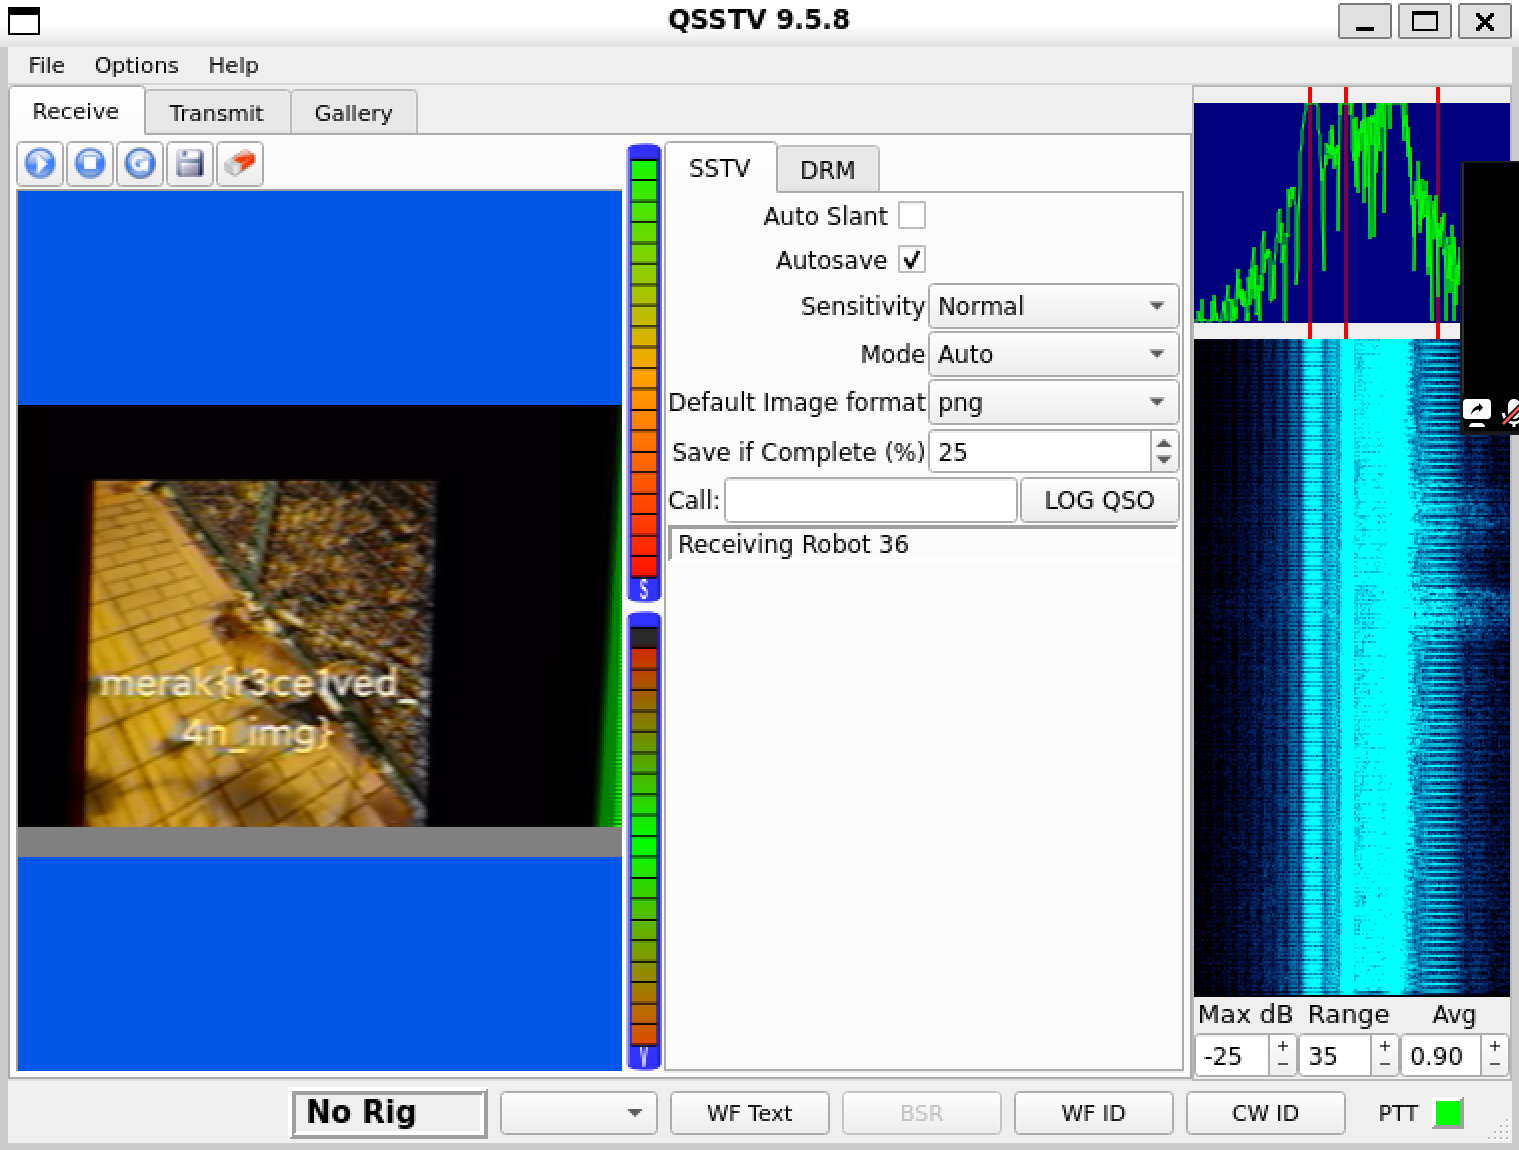 QSSTV 9.5.8
File Options Help
Receive Transmit Gallery
SSTV DRM
Auto Slant
Autosave
Sensitivity Normal
Mode Auto
Default Image format png
Save if Complete (%) 25
Call: LOG QSO
Receiving Robot 36
merak{r3ce1ved_
4n_img}
S
V
Max dB Range Avg
-25 35 0.90
No Rig WF Text BSR WF ID CW ID PTT